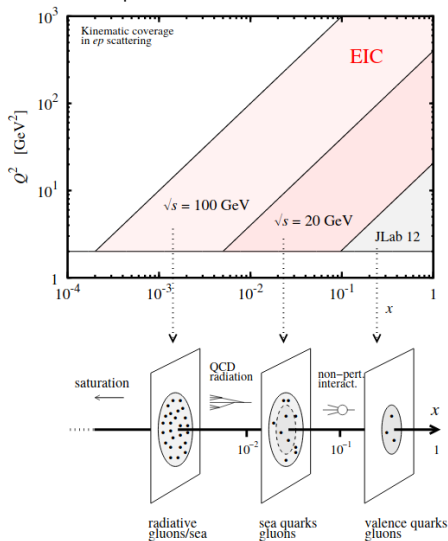 Kinematic coverage
in ep scattering
EIC
Q² [GeV²]
10³
10²
10¹
1
√s = 100 GeV
√s = 20 GeV
JLab 12
10⁻⁴
10⁻³
10⁻²
10⁻¹
1
x
saturation
QCD
radiation
non-pert.
interact.
x
10⁻²
10⁻¹
1
radiative
gluons/sea
sea quarks
gluons
valence quarks
gluons